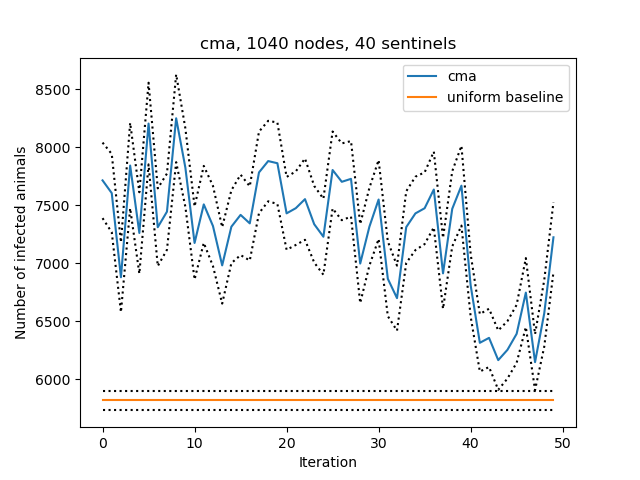 cma, 1040 nodes, 40 sentinels
cma
uniform baseline
8500
8000
7500
7000
6500
6000
Number of infected animals
0 10 20 30 40 50
Iteration